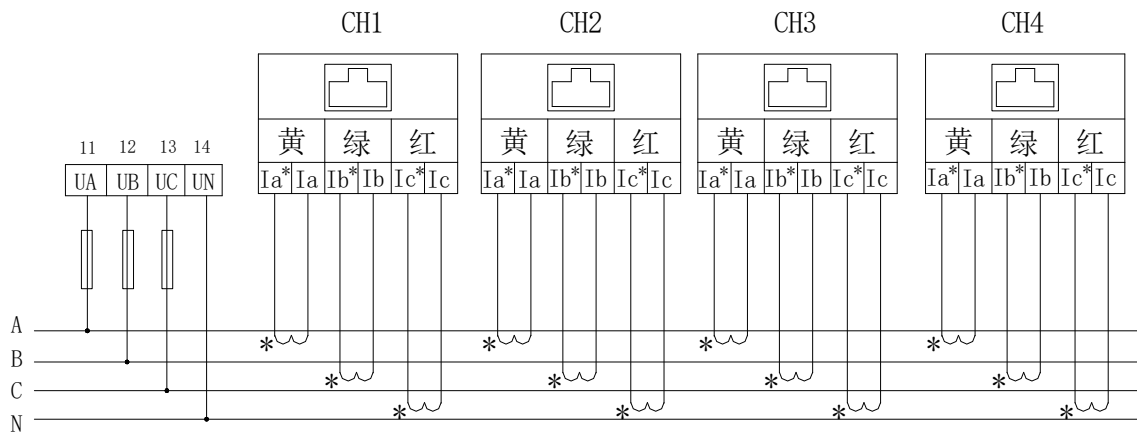 CH1 CH2 CH3 CH4
黄 绿 红 黄 绿 红 黄 绿 红 黄 绿 红
11 12 13 14
UA UB UC UN
Ia* Ia Ib* Ib Ic* Ic Ia* Ia Ib* Ib Ic* Ic Ia* Ia Ib* Ib Ic* Ic Ia* Ia Ib* Ib Ic* Ic
A
* * * *
B
* * * *
C
* * * *
N